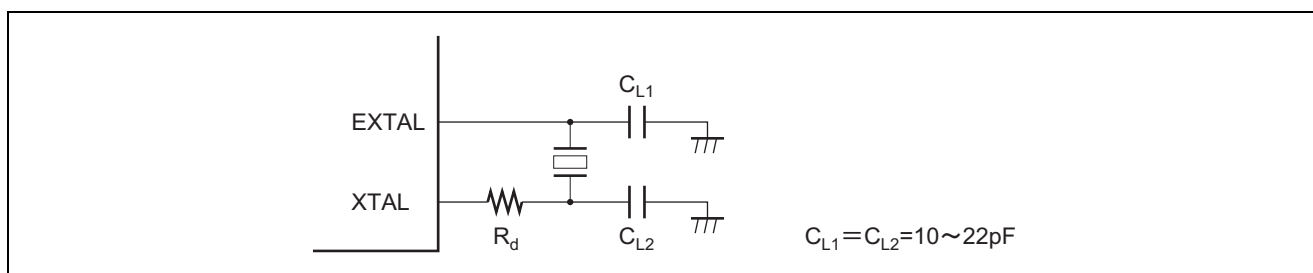 C_L1
EXTAL
XTAL
R_d
C_L2
C_L1＝C_L2=10～22pF